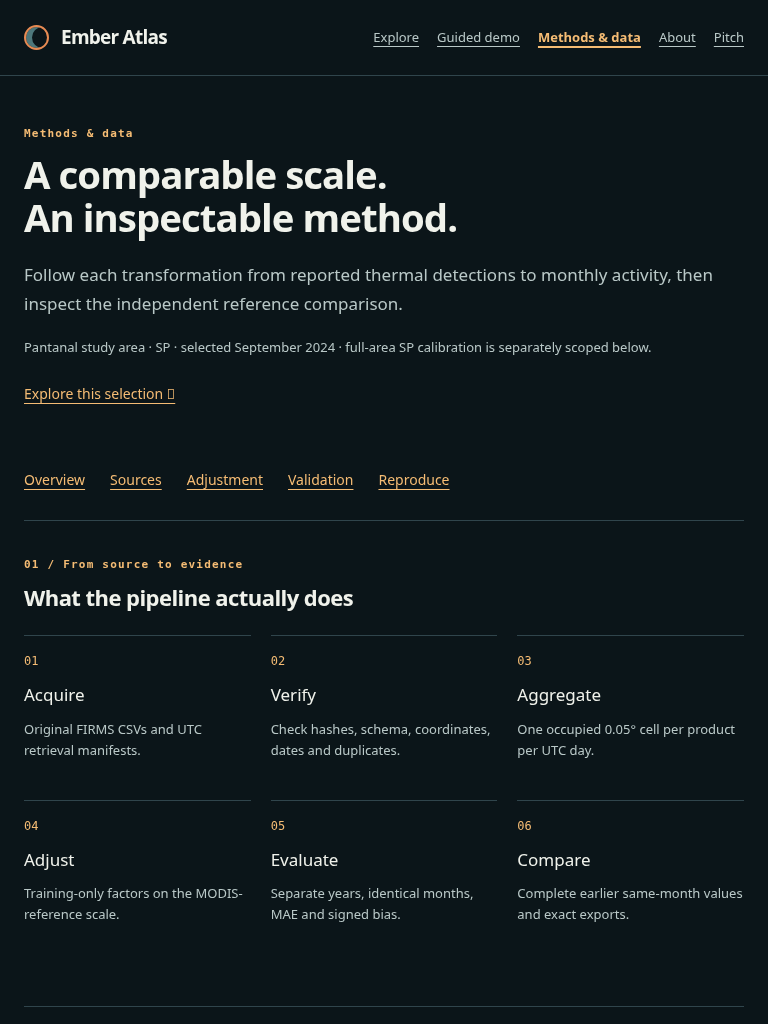 Ember Atlas
Explore
Guided demo
Methods & data
About
Pitch
Methods & data
A comparable scale.
An inspectable method.
Follow each transformation from reported thermal detections to monthly activity, then
inspect the independent reference comparison.
Pantanal study area · SP · selected September 2024 · full-area SP calibration is separately scoped below.
Explore this selection
Overview
Sources
Adjustment
Validation
Reproduce
01 / From source to evidence
What the pipeline actually does
01
Acquire
Original FIRMS CSVs and UTC
retrieval manifests.
02
Verify
Check hashes, schema, coordinates,
dates and duplicates.
03
Aggregate
One occupied 0.05° cell per product
per UTC day.
04
Adjust
Training-only factors on the MODIS-
reference scale.
05
Evaluate
Separate years, identical months,
MAE and signed bias.
06
Compare
Complete earlier same-month values
and exact exports.